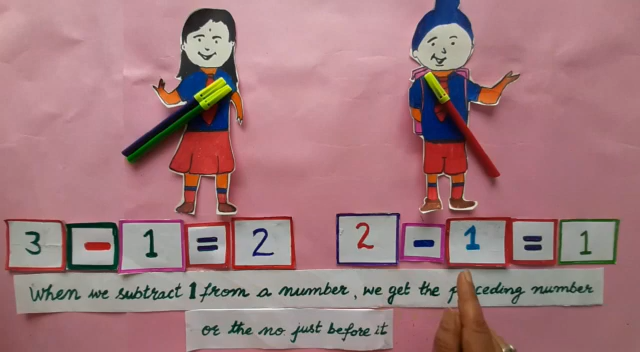 3 - 1 = 2
2 - 1 = 1
When we subtract 1 from a number, we get the preceding number
or the no just before it